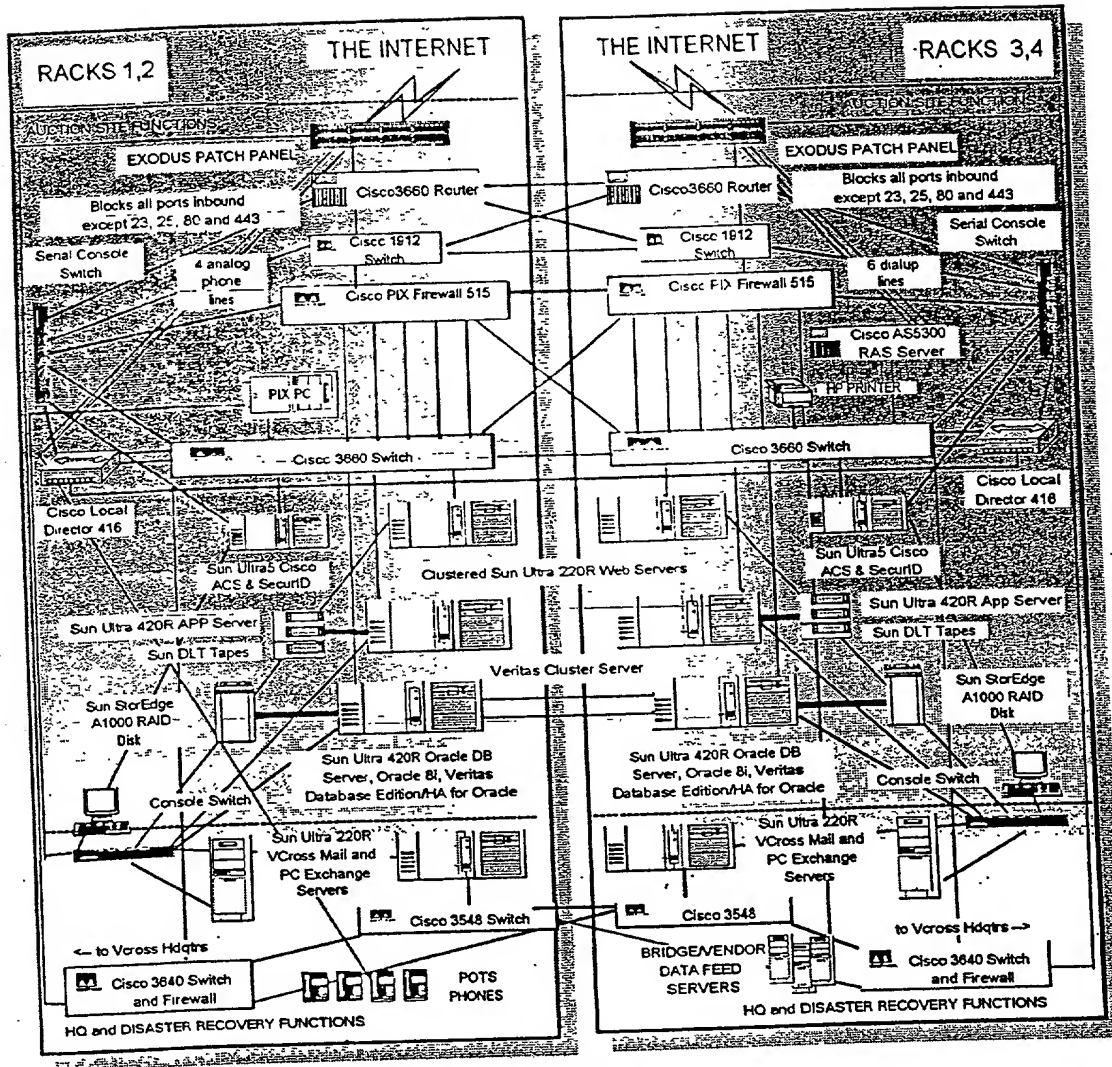 RACKS 1,2
THE INTERNET
AUCTION SITE FUNCTIONS
EXODUS PATCH PANEL
Cisco3660 Router
Blocks all ports inbound
except 23, 25, 80 and 443
Serial Console
Switch
Cisco 1912
Switch
4 analog
phone
lines
Cisco PIX Firewall 515
PIX PC
Cisco 3660 Switch
Cisco Local
Director 416
Sun Ultra5 Cisco
ACS & SecurID
Clustered Sun Ultra 220R Web Servers
Sun Ultra 420R APP Server
Sun DLT Tapes
Veritas Cluster Server
Sun StorEdge
A1000 RAID
Disk
Sun Ultra 420R Oracle DB
Server, Oracle 8i, Veritas
Database Edition/HA for Oracle
Console Switch
Sun Ultra 220R
VCross Mail and
PC Exchange
Servers
Cisco 3548 Switch
<-- to Vcross Hdqtrs
Cisco 3640 Switch
and Firewall
POTS
PHONES
HQ and DISASTER RECOVERY FUNCTIONS
THE INTERNET
RACKS 3,4
AUCTION SITE FUNCTIONS
EXODUS PATCH PANEL
Cisco3660 Router
Blocks all ports inbound
except 23, 25, 80 and 443
Cisco 1912
Switch
Serial Console
Switch
6 dialup
lines
Cisco PIX Firewall 515
Cisco AS5300
RAS Server
HP PRINTER
Cisco 3660 Switch
Cisco Local
Director 416
Sun Ultra5 Cisco
ACS & SecurID
Sun Ultra 420R App Server
Sun DLT Tapes
Sun StorEdge
A1000 RAID
Disk
Sun Ultra 420R Oracle DB
Server, Oracle 8i, Veritas
Database Edition/HA for Oracle
Console Switch
Sun Ultra 220R
VCross Mail and
PC Exchange
Servers
Cisco 3548
to Vcross Hdqtrs -->
BRIDGE/VENDOR
DATA FEED
SERVERS
Cisco 3640 Switch
and Firewall
HQ and DISASTER RECOVERY FUNCTIONS